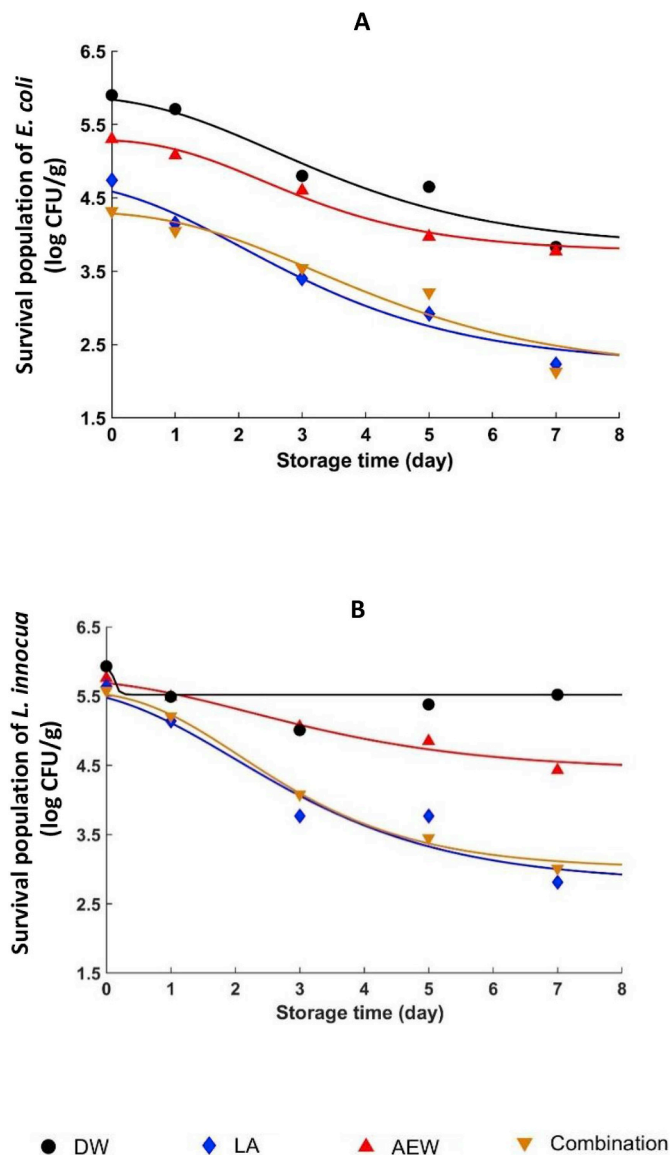 A
Survival population of E. coli
(log CFU/g)
6.5
5.5
4.5
3.5
2.5
1.5
0 1 2 3 4 5 6 7 8
Storage time (day)
B
Survival population of L. innocua
(log CFU/g)
6.5
5.5
4.5
3.5
2.5
1.5
0 1 2 3 4 5 6 7 8
Storage time (day)
DW LA AEW Combination